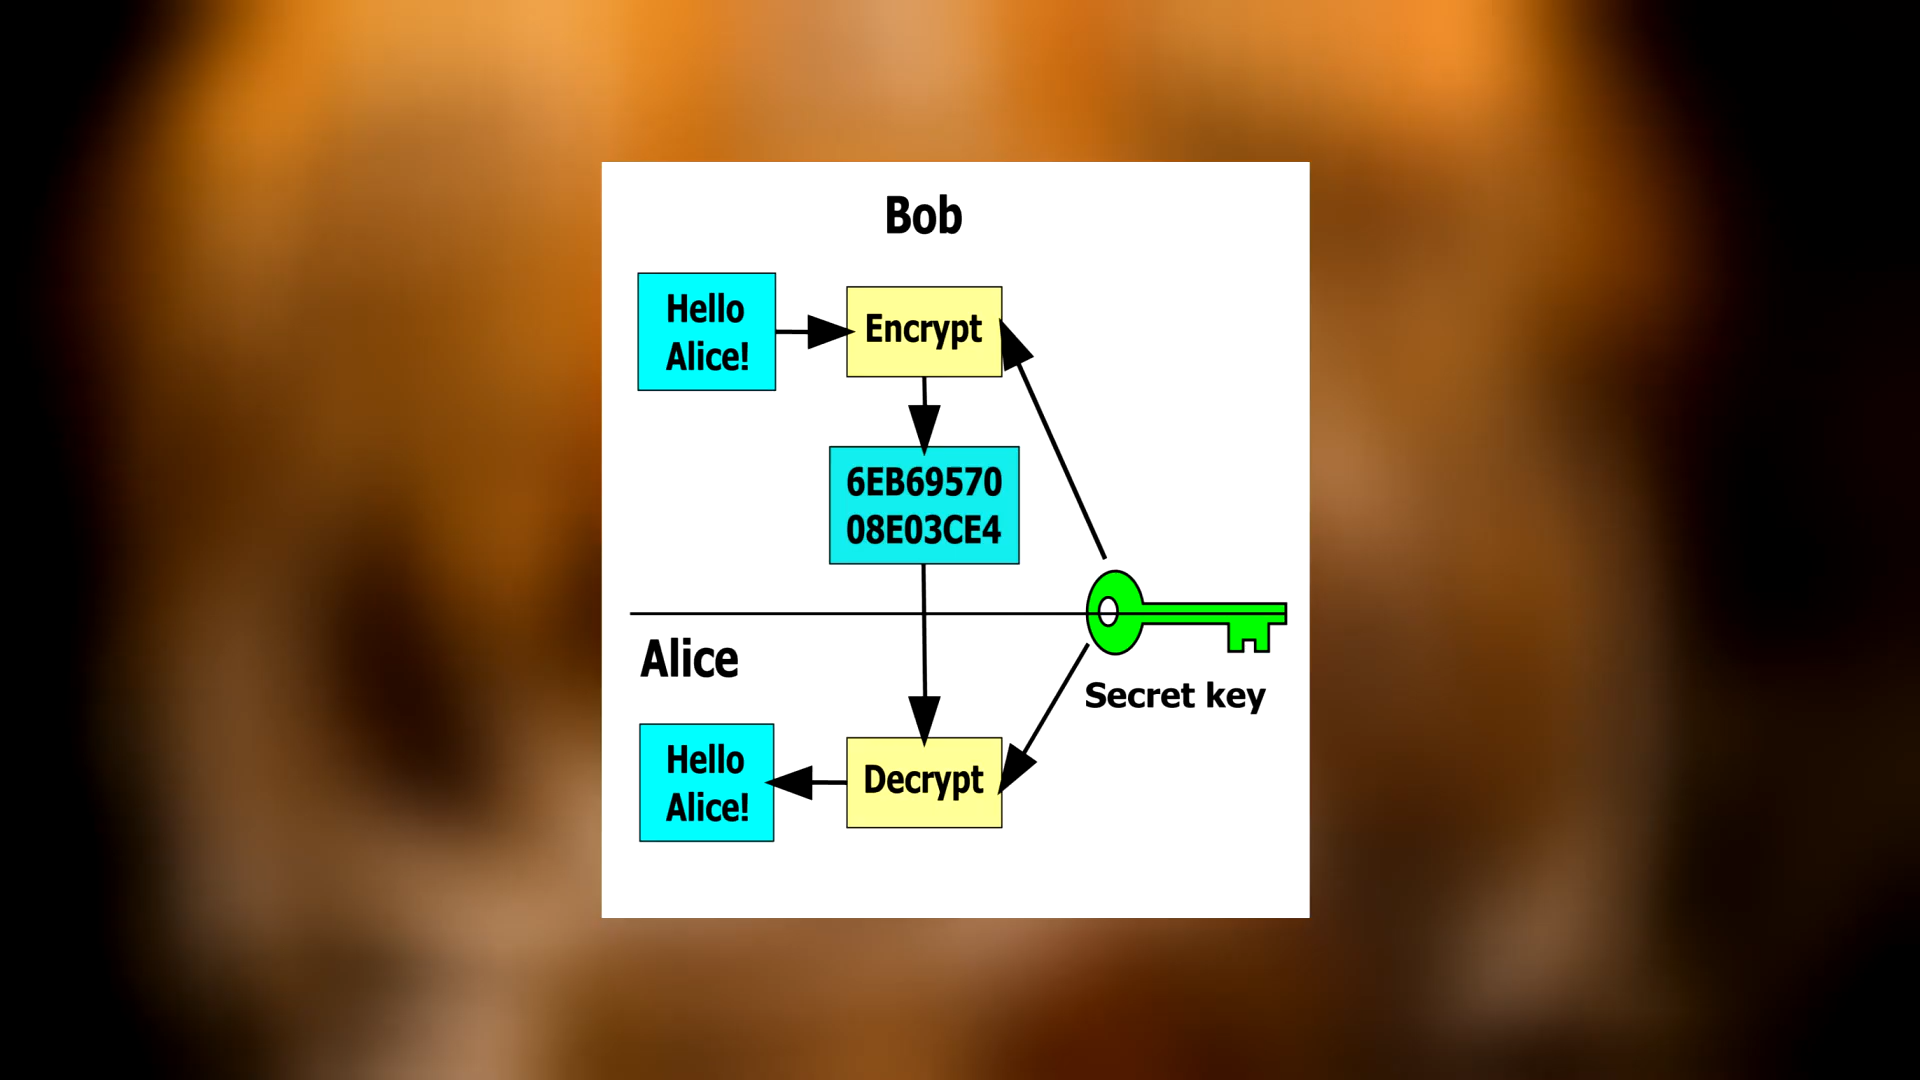 Bob
Hello
Alice!
Encrypt
6EB69570
08E03CE4
Alice
Secret key
Hello
Alice!
Decrypt